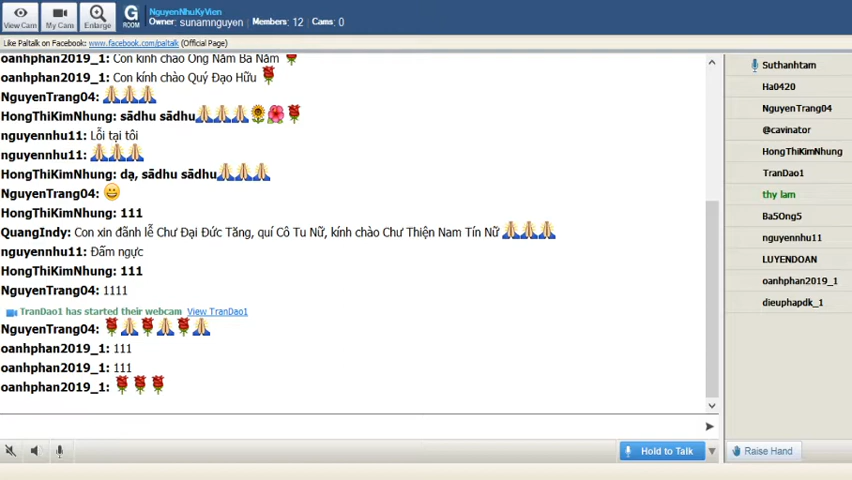 View Cam
My Cam
Enlarge
G
ROOM
NguyenNhuKyVien
Owner: sunamnguyen Members: 12 Cams: 0
Like Paltalk on Facebook: www.facebook.com/paltalk (Official Page)
oanhphan2019_1: Con kính chào Ông Năm Bà Năm
oanhphan2019_1: Con kính chào Quý Đạo Hữu
NguyenTrang04:
HongThiKimNhung: sādhu sādhu
nguyennhu11: Lỗi tại tôi
nguyennhu11:
HongThiKimNhung: dạ, sādhu sādhu
NguyenTrang04:
HongThiKimNhung: 111
QuangIndy: Con xin đãnh lễ Chư Đại Đức Tăng, quí Cô Tu Nữ, kính chào Chư Thiện Nam Tín Nữ
nguyennhu11: Đấm ngực
HongThiKimNhung: 111
NguyenTrang04: 1111
TranDao1 has started their webcam View TranDao1
NguyenTrang04:
oanhphan2019_1: 111
oanhphan2019_1: 111
oanhphan2019_1:
Hold to Talk
Suthanhtam
Ha0420
NguyenTrang04
@cavinator
HongThiKimNhung
TranDao1
thy lam
Ba5Ong5
nguyennhu11
LUYENDOAN
oanhphan2019_1
dieuphapdk_1
Raise Hand